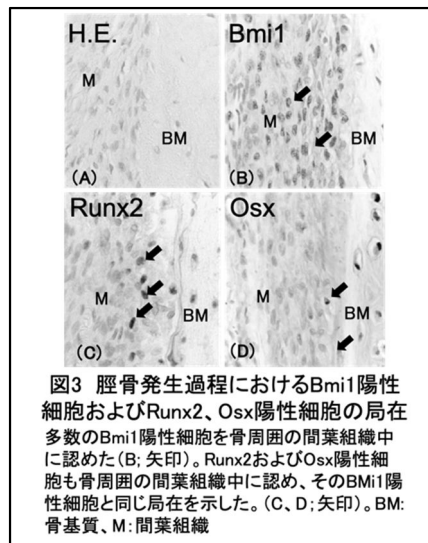 H.E.
Bmi1
M
BM
M
BM
(A)
(B)
Runx2
Osx
M
BM
M
BM
(C)
(D)
図3 脛骨発生過程におけるBmi1陽性
細胞およびRunx2、Osx陽性細胞の局在
多数のBmi1陽性細胞を骨周囲の間葉組織中
に認めた(B;矢印)。Runx2およびOsx陽性細
胞も骨周囲の間葉組織中に認め、そのBMi1陽
性細胞と同じ局在を示した。(C、D;矢印)。BM:
骨基質、M:間葉組織